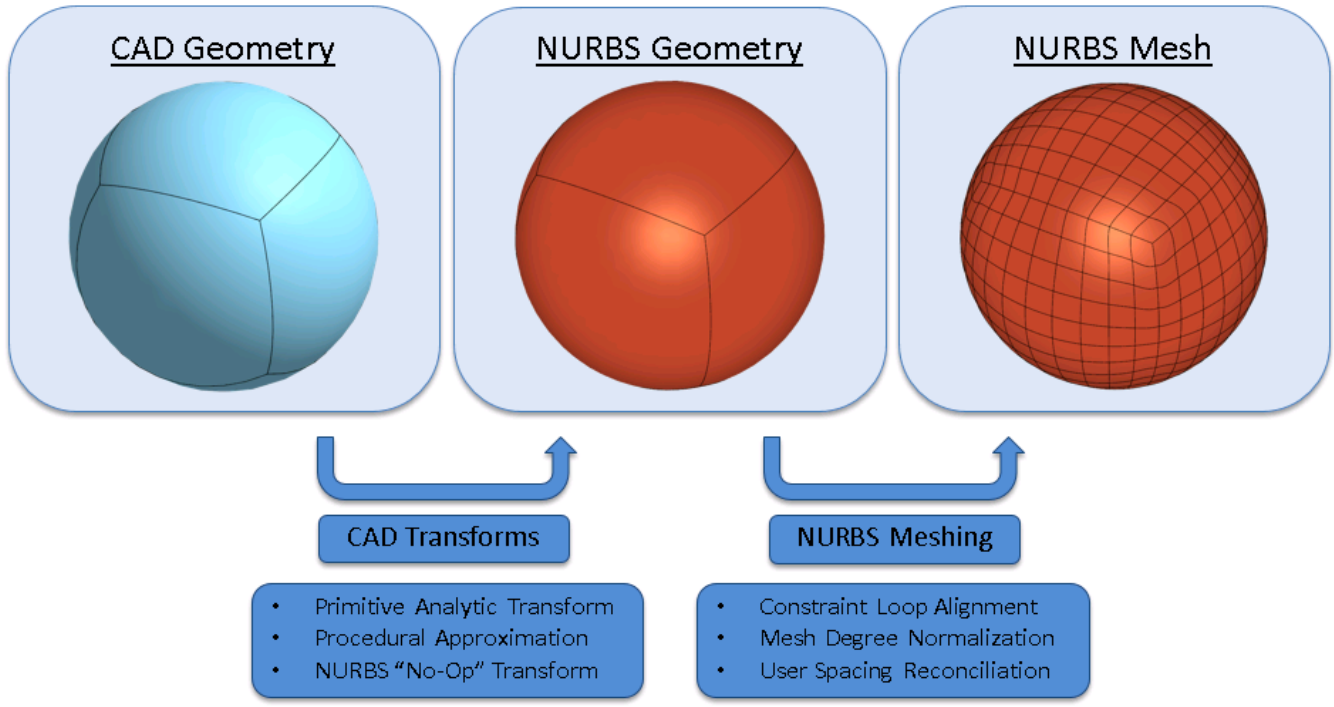 CAD Geometry
NURBS Geometry
NURBS Mesh
CAD Transforms
NURBS Meshing
• Primitive Analytic Transform
• Procedural Approximation
• NURBS “No-Op” Transform
• Constraint Loop Alignment
• Mesh Degree Normalization
• User Spacing Reconciliation